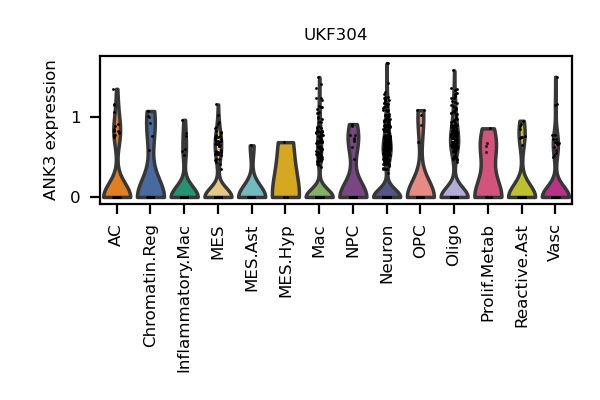 UKF304
ANK3 expression
1
0
AC
Chromatin.Reg
Inflammatory.Mac
MES
MES.Ast
MES.Hyp
Mac
NPC
Neuron
OPC
Oligo
Prolif.Metab
Reactive.Ast
Vasc